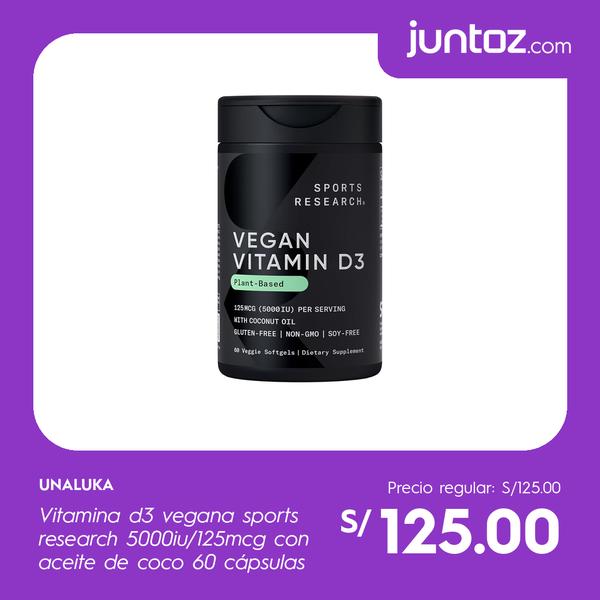 juntoz.com
SPORTS
RESEARCH®
VEGAN
VITAMIN D3
Plant-Based
125MCG (5000IU) PER SERVING
WITH COCONUT OIL
GLUTEN-FREE | NON-GMO | SOY-FREE
60 Veggie Softgels | Dietary Supplement
UNALUKA
Vitamina d3 vegana sports
research 5000iu/125mcg con
aceite de coco 60 cápsulas
Precio regular: S/125.00
S/125.00